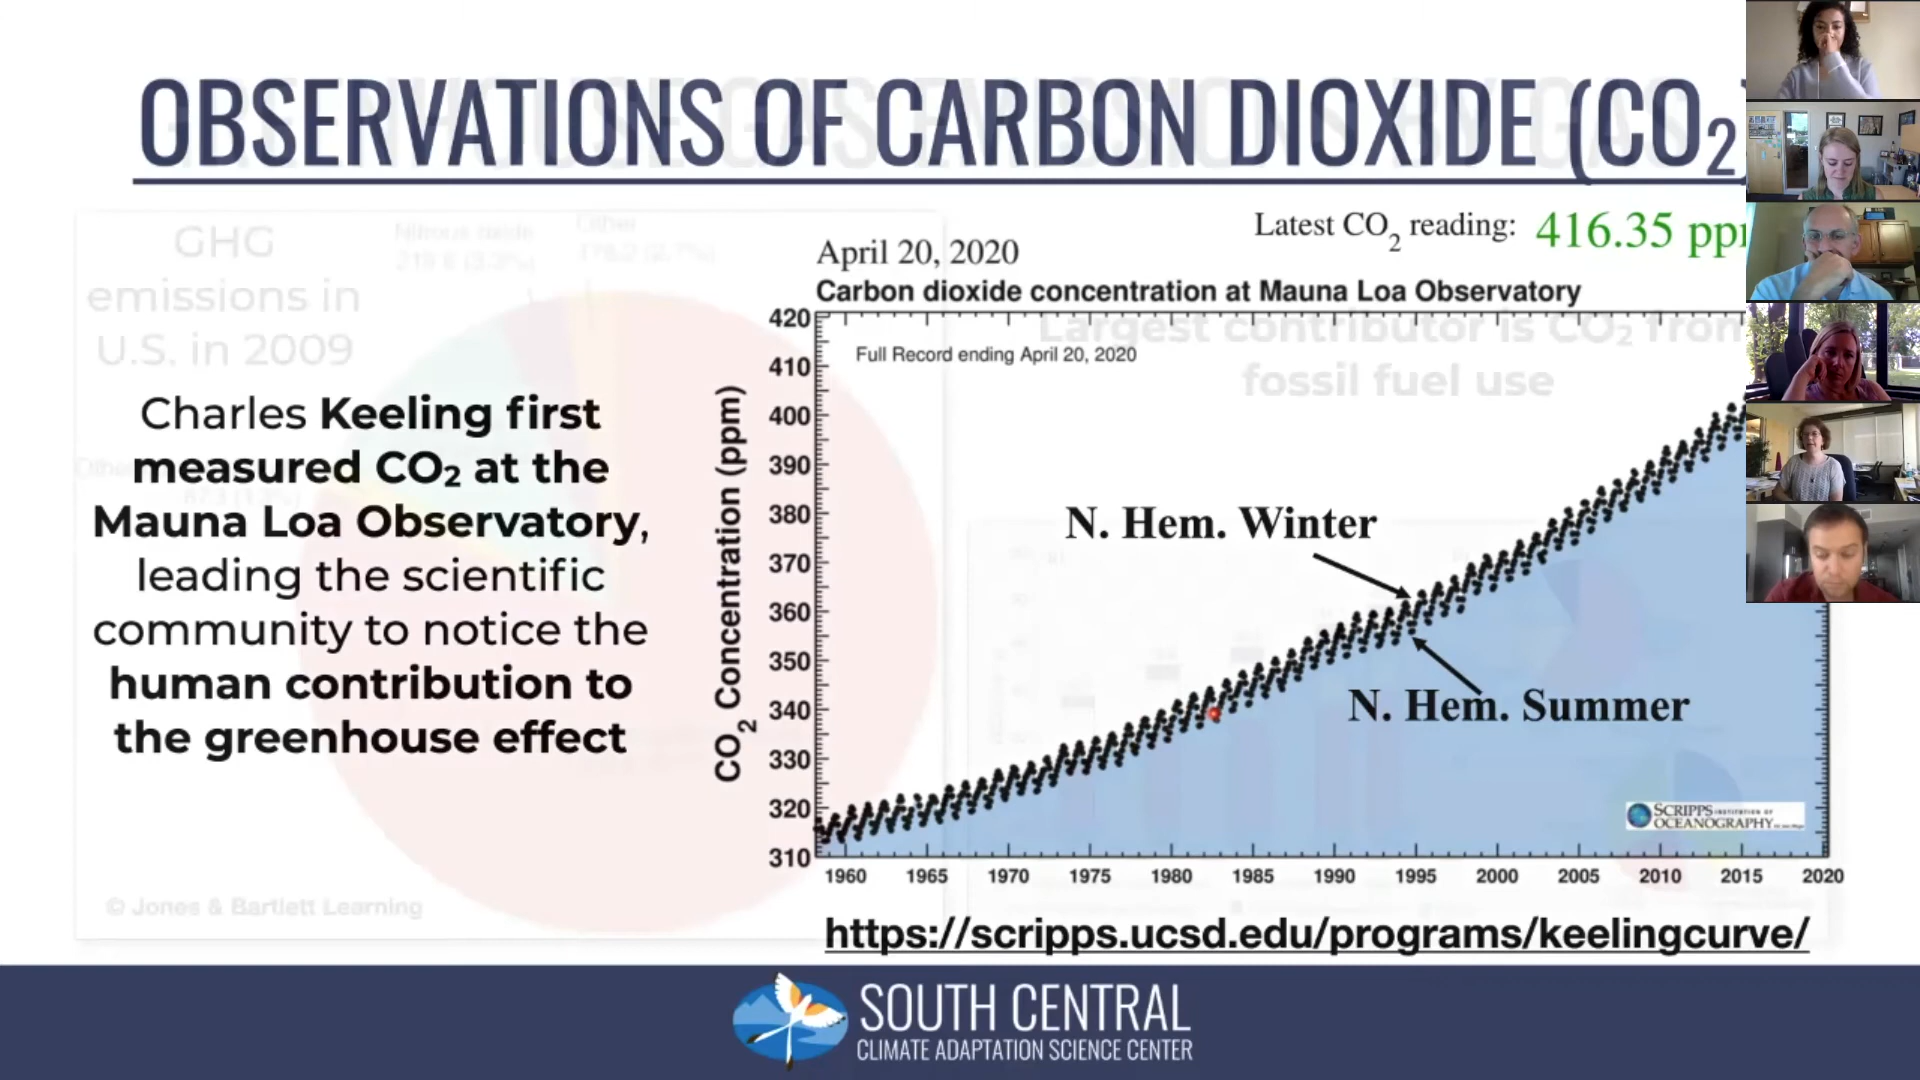 OBSERVATIONS OF CARBON DIOXIDE (CO₂)
GHG
emissions in
U.S. in 2009
Nitrous oxide
Other
Largest contributor is CO₂ from
fossil fuel use
Charles Keeling first
measured CO₂ at the
Mauna Loa Observatory,
leading the scientific
community to notice the
human contribution to
the greenhouse effect
© Jones & Bartlett Learning
Latest CO₂ reading: 416.35 pp
April 20, 2020
Carbon dioxide concentration at Mauna Loa Observatory
Full Record ending April 20, 2020
CO₂ Concentration (ppm)
420
410
400
390
380
370
360
350
340
330
320
310
N. Hem. Winter
N. Hem. Summer
SCRIPPS INSTITUTION OF
OCEANOGRAPHY
1960 1965 1970 1975 1980 1985 1990 1995 2000 2005 2010 2015 2020
https://scripps.ucsd.edu/programs/keelingcurve/
SOUTH CENTRAL
CLIMATE ADAPTATION SCIENCE CENTER